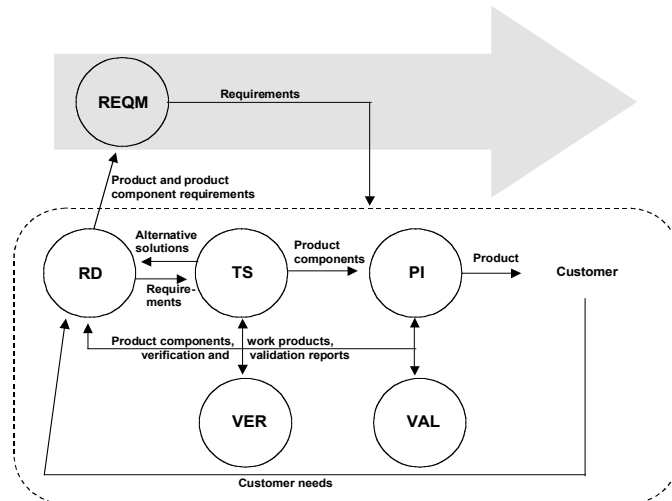 REQM
Requirements
Product and product
component requirements
Alternative
solutions
RD
TS
Product
components
PI
Product
Customer
Require-
ments
Product components,
verification and
work products,
validation reports
VER
VAL
Customer needs